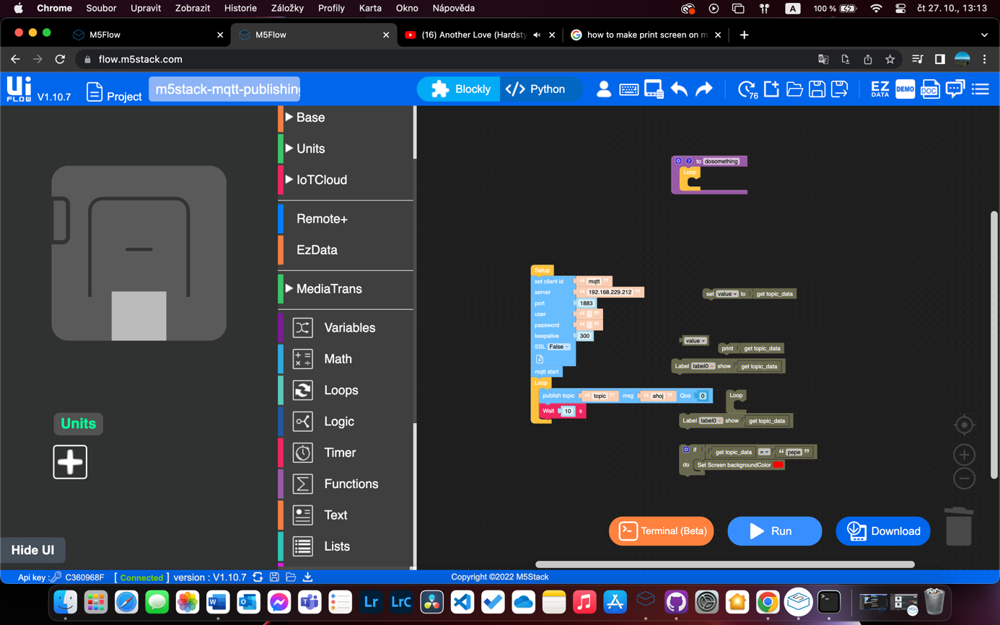 Chrome Soubor Upravit Zobrazit Historie Záložky Profily Karta Okno Nápověda A 100 % čt 27. 10., 13:13
M5Flow M5Flow (16) Another Love (Hardsty how to make print screen on m
flow.m5stack.com
Ui FLOW V1.10.7 Project m5stack-mqtt-publishing Blockly Python 76 EZ DATA DEMO DOC
Base
Units
IoTCloud
Remote+
EzData
MediaTrans
Variables
Math
Loops
Logic
Timer
Functions
Text
Lists
Units
Hide UI
to dosomething
Loop
Setup
set client id “ mqtt ”
server “ 192.168.229.212 ”
port 1883
user “ ”
password “ ”
keepalive 300
SSL False
mqtt start
Loop
publish topic “ topic ” msg “ ahoj ” Qos 0
Wait 10 s
set value to get topic_data
value
print get topic_data
Label label0 show get topic_data
Loop
Label label0 show get topic_data
if get topic_data = “ pepe ”
do Set Screen backgroundColor
Terminal (Beta) Run Download
Api key : C360968F [ Connected ] version : V1.10.7 Copyright ©2022 M5Stack
Lr LrC